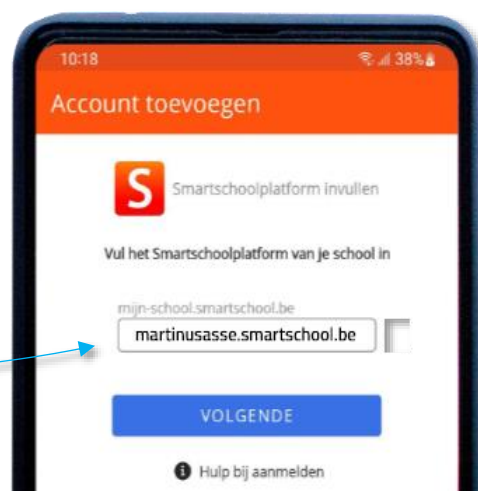 10:18 38%
Account toevoegen
S Smartschoolplatform invullen
Vul het Smartschoolplatform van je school in
mijn-school.smartschool.be
martinusasse.smartschool.be
VOLGENDE
Hulp bij aanmelden